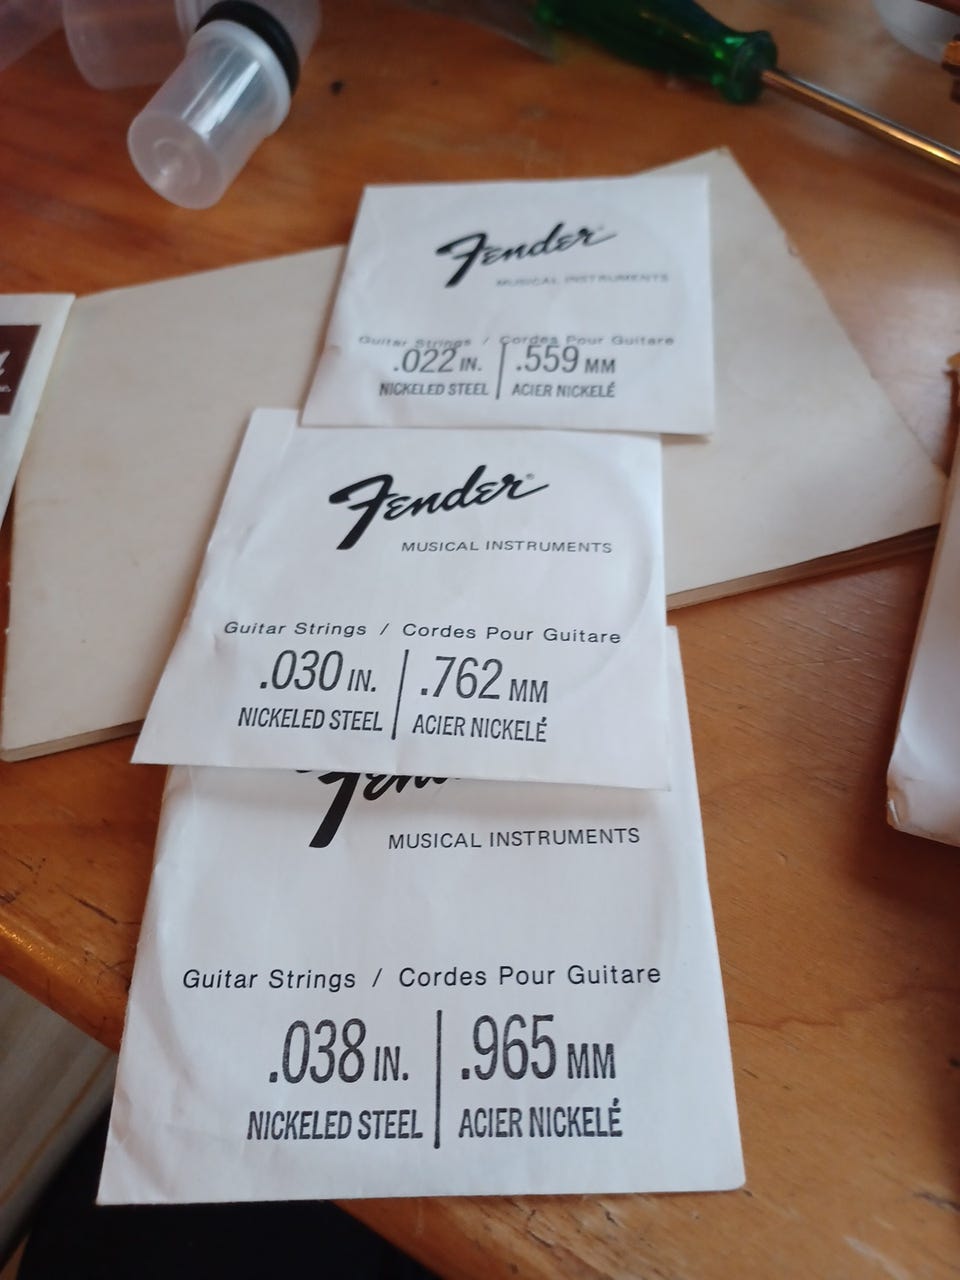 Fender
MUSICAL INSTRUMENTS
Guitar Strings / Cordes Pour Guitare
.022 IN. | .559 MM
NICKELED STEEL | ACIER NICKELÉ
Fender®
MUSICAL INSTRUMENTS
Guitar Strings / Cordes Pour Guitare
.030 IN. | .762 MM
NICKELED STEEL | ACIER NICKELÉ
MUSICAL INSTRUMENTS
Guitar Strings / Cordes Pour Guitare
.038 IN. | .965 MM
NICKELED STEEL | ACIER NICKELÉ